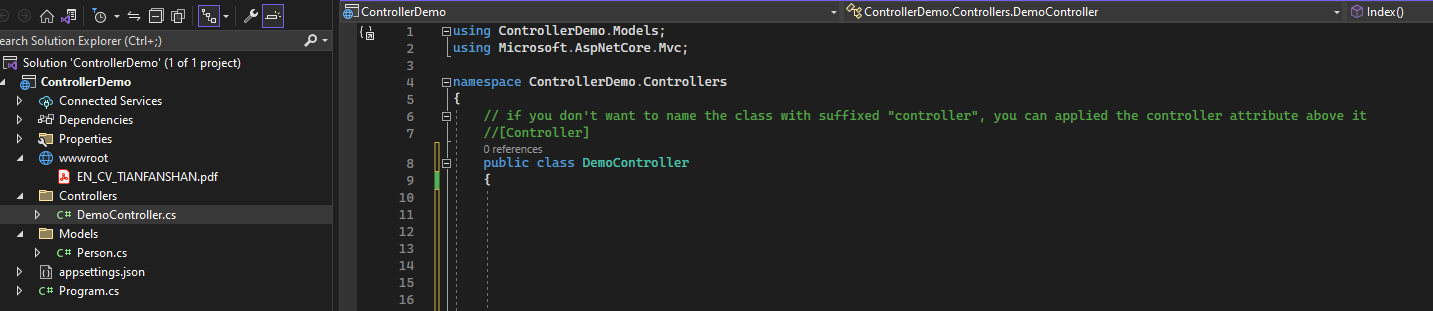 earch Solution Explorer (Ctrl+;)
Solution 'ControllerDemo' (1 of 1 project)
ControllerDemo
Connected Services
Dependencies
Properties
wwwroot
EN_CV_TIANFANSHAN.pdf
Controllers
C# DemoController.cs
Models
C# Person.cs
appsettings.json
C# Program.cs
ControllerDemo
ControllerDemo.Controllers.DemoController
Index()
1 using ControllerDemo.Models;
2 using Microsoft.AspNetCore.Mvc;
3
4 namespace ControllerDemo.Controllers
5 {
6 // if you don't want to name the class with suffixed "controller", you can applied the controller attribute above it
7 //[Controller]
0 references
8 public class DemoController
9 {
10
11
12
13
14
15
16